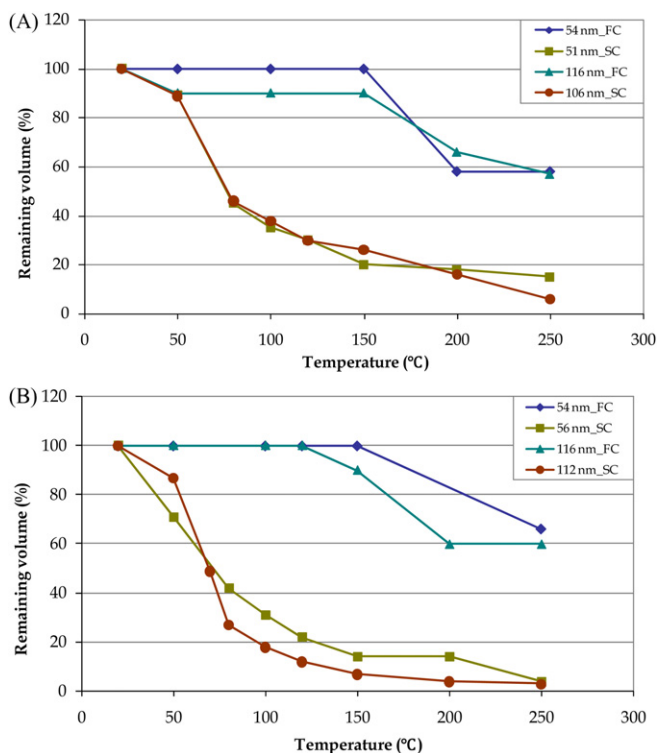 (A)
120
100
80
60
40
20
0
Remaining volume (%)
0 50 100 150 200 250 300
Temperature (℃)
54 nm_FC
51 nm_SC
116 nm_FC
106 nm_SC
(B)
120
100
80
60
40
20
0
Remaining volume (%)
0 50 100 150 200 250 300
Temperature (℃)
54 nm_FC
56 nm_SC
116 nm_FC
112 nm_SC